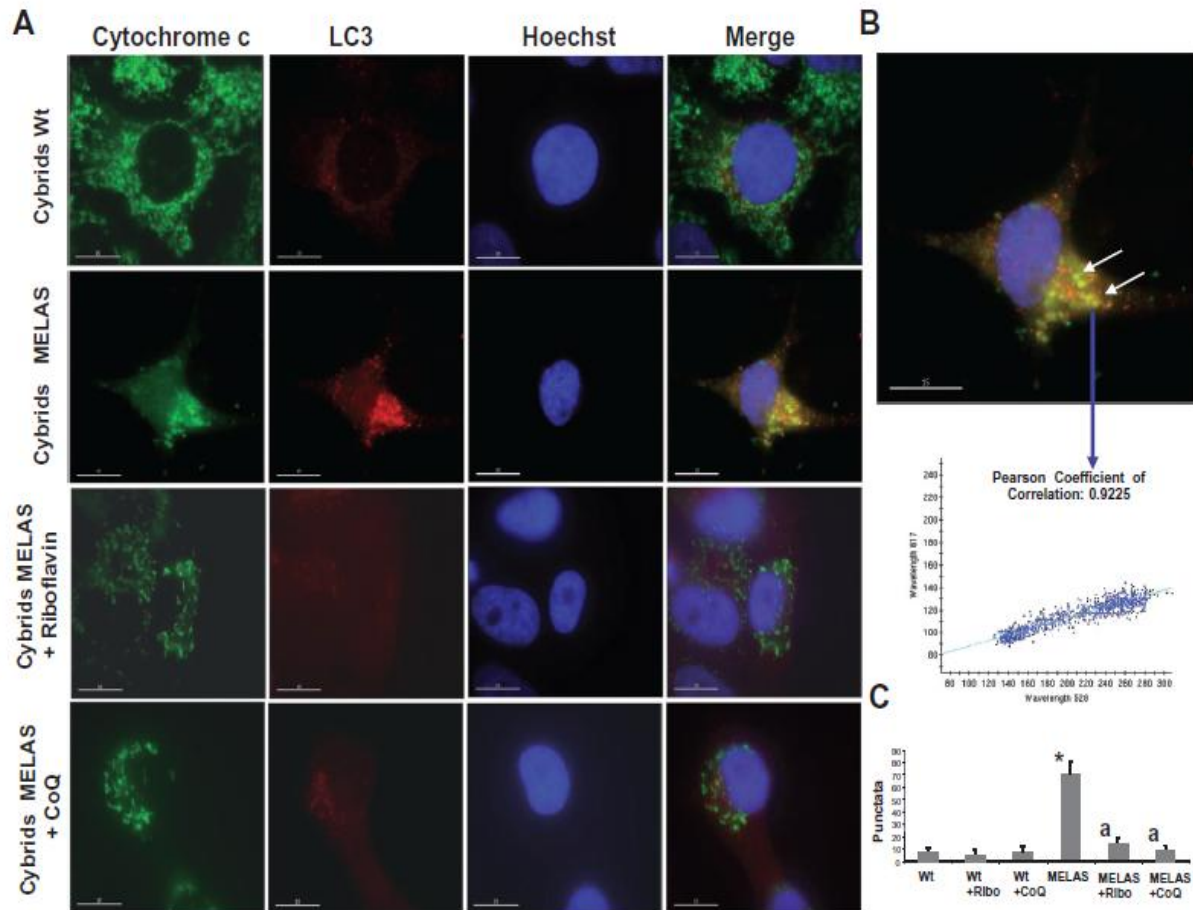 A
Cytochrome c LC3 Hoechst Merge
Cybrids Wt
Cybrids MELAS
Cybrids MELAS
+ Riboflavin
Cybrids MELAS
+ CoQ
B
25
Pearson Coefficient of
Correlation: 0.9225
Wavelength 617
240
220
200
180
160
140
120
100
80
80 100 120 140 160 180 200 220 240 260 280 300
Wavelength 528
C
Punctata
90
80
70
60
50
40
30
20
10
0
* a a
Wt Wt MELAS MELAS MELAS
+Ribo +CoQ +Ribo +CoQ